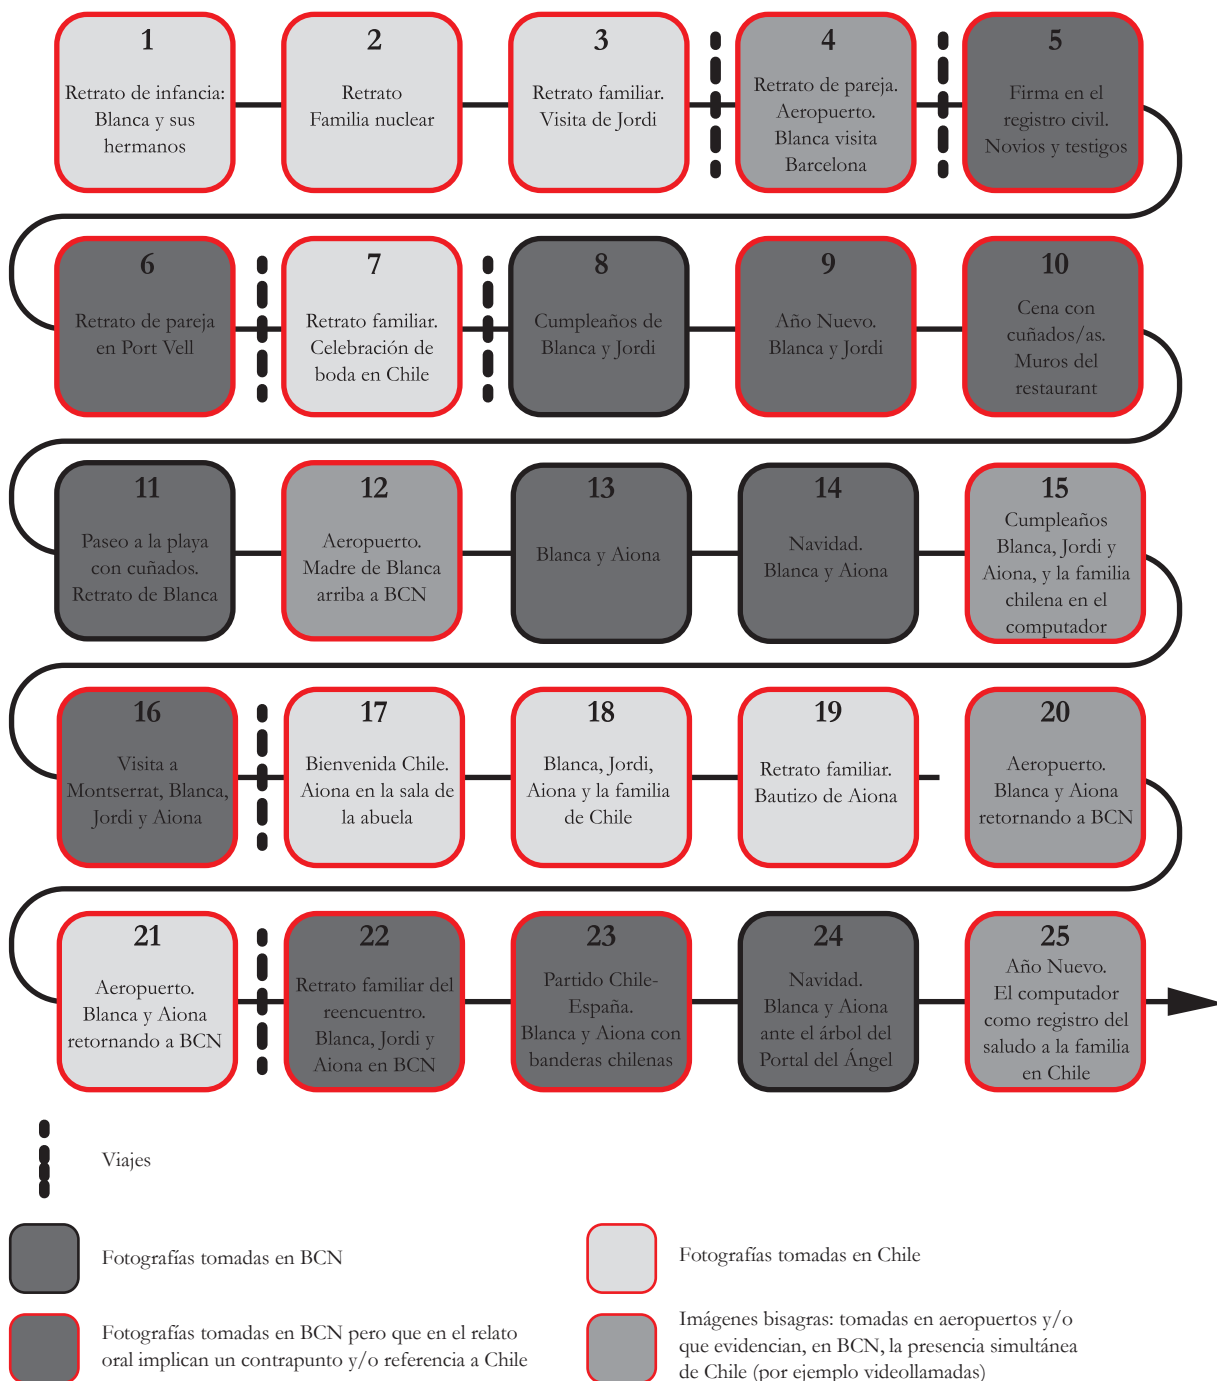 1
Retrato de infancia:
Blanca y sus
hermanos
2
Retrato
Familia nuclear
3
Retrato familiar.
Visita de Jordi
4
Retrato de pareja.
Aeropuerto.
Blanca visita
Barcelona
5
Firma en el
registro civil.
Novios y testigos
6
Retrato de pareja
en Port Vell
7
Retrato familiar.
Celebración de
boda en Chile
8
Cumpleaños de
Blanca y Jordi
9
Año Nuevo.
Blanca y Jordi
10
Cena con
cuñados/as.
Muros del
restaurant
11
Paseo a la playa
con cuñados.
Retrato de Blanca
12
Aeropuerto.
Madre de Blanca
arriba a BCN
13
Blanca y Aiona
14
Navidad.
Blanca y Aiona
15
Cumpleaños
Blanca, Jordi y
Aiona, y la familia
chilena en el
computador
16
Visita a
Montserrat, Blanca,
Jordi y Aiona
17
Bienvenida Chile.
Aiona en la sala de
la abuela
18
Blanca, Jordi,
Aiona y la familia
de Chile
19
Retrato familiar.
Bautizo de Aiona
20
Aeropuerto.
Blanca y Aiona
retornando a BCN
21
Aeropuerto.
Blanca y Aiona
retornando a BCN
22
Retrato familiar del
reencuentro.
Blanca, Jordi y
Aiona en BCN
23
Partido Chile-
España.
Blanca y Aiona con
banderas chilenas
24
Navidad.
Blanca y Aiona
ante el árbol del
Portal del Ángel
25
Año Nuevo.
El computador
como registro del
saludo a la familia
en Chile
Viajes
Fotografías tomadas en BCN
Fotografías tomadas en Chile
Fotografías tomadas en BCN pero que en el relato
oral implican un contrapunto y/o referencia a Chile
Imágenes bisagras: tomadas en aeropuertos y/o
que evidencian, en BCN, la presencia simultánea
de Chile (por ejemplo videollamadas)